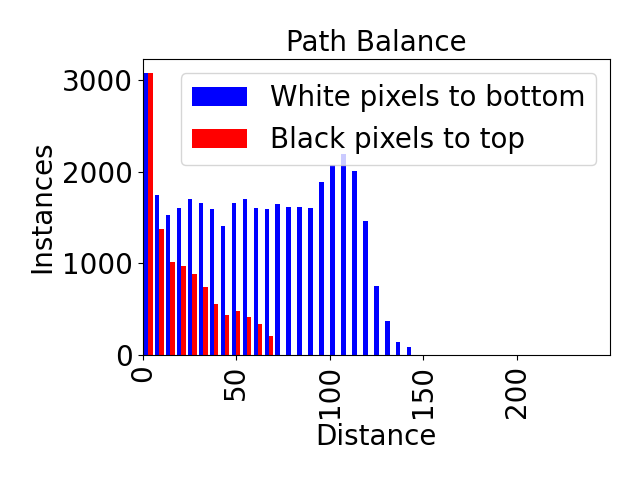 Path Balance
White pixels to bottom
Black pixels to top
Instances
3000
2000
1000
0
0
50
100
150
200
Distance